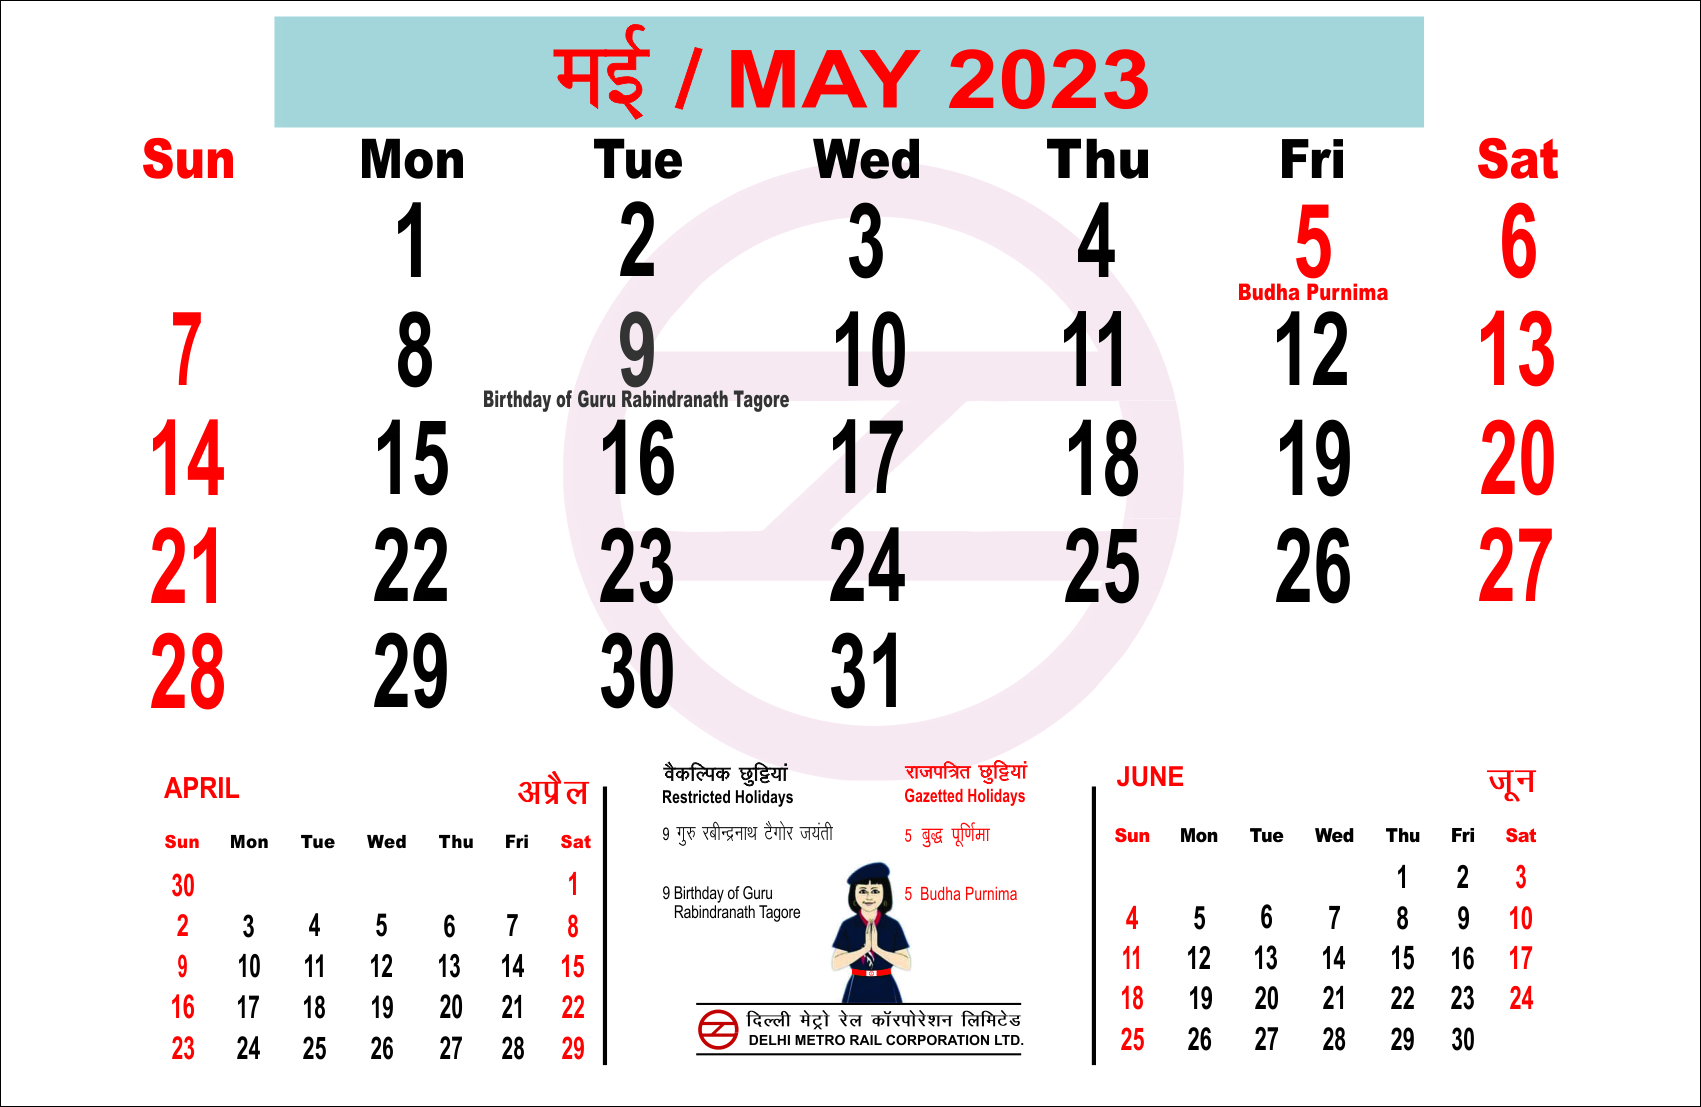 मई / MAY 2023
Sun Mon Tue Wed Thu Fri Sat
1 2 3 4 5 6
Budha Purnima
7 8 9 10 11 12 13
Birthday of Guru Rabindranath Tagore
14 15 16 17 18 19 20
21 22 23 24 25 26 27
28 29 30 31
APRIL अप्रैल
Sun Mon Tue Wed Thu Fri Sat
30 1
2 3 4 5 6 7 8
9 10 11 12 13 14 15
16 17 18 19 20 21 22
23 24 25 26 27 28 29
वैकल्पिक छुट्टियां
Restricted Holidays
9 गुरु रबीन्द्रनाथ टैगोर जयंती
9 Birthday of Guru
Rabindranath Tagore
राजपत्रित छुट्टियां
Gazetted Holidays
5 बुद्ध पूर्णिमा
5 Budha Purnima
दिल्ली मेट्रो रेल कॉरपोरेशन लिमिटेड
DELHI METRO RAIL CORPORATION LTD.
JUNE जून
Sun Mon Tue Wed Thu Fri Sat
1 2 3
4 5 6 7 8 9 10
11 12 13 14 15 16 17
18 19 20 21 22 23 24
25 26 27 28 29 30